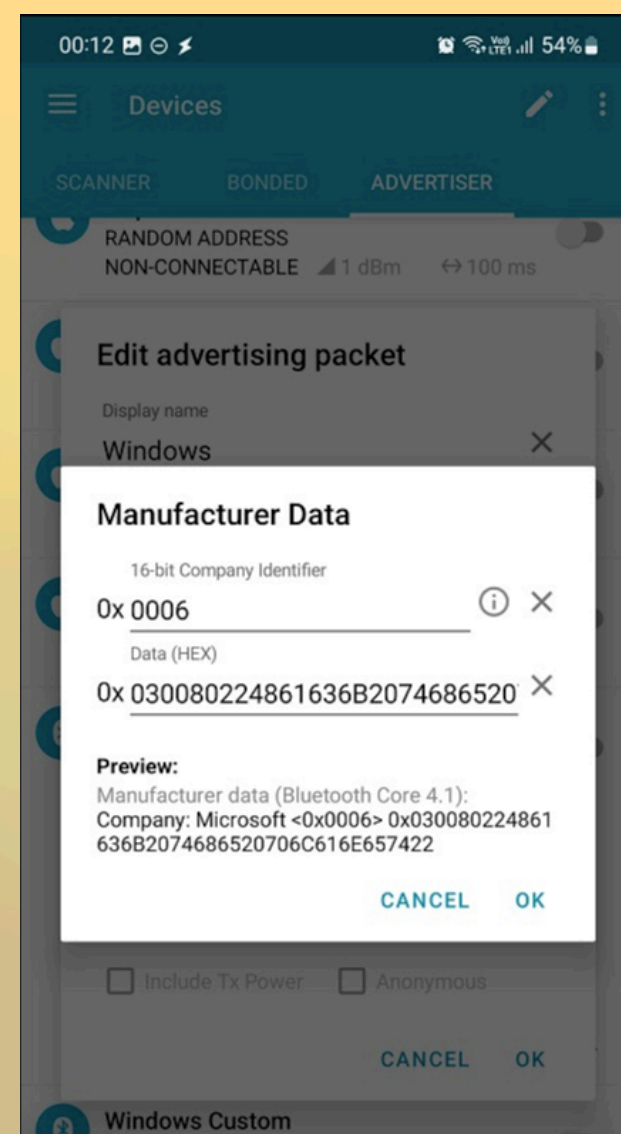 00:12 54%
Devices
SCANNER BONDED ADVERTISER
RANDOM ADDRESS
NON-CONNECTABLE 1 dBm 100 ms
Edit advertising packet
Display name
Windows
Manufacturer Data
16-bit Company Identifier
0x 0006
Data (HEX)
0x 030080224861636B2074686520
Preview:
Manufacturer data (Bluetooth Core 4.1):
Company: Microsoft <0x0006> 0x030080224861
636B2074686520706C616E657422
CANCEL OK
Include Tx Power Anonymous
CANCEL OK
Windows Custom